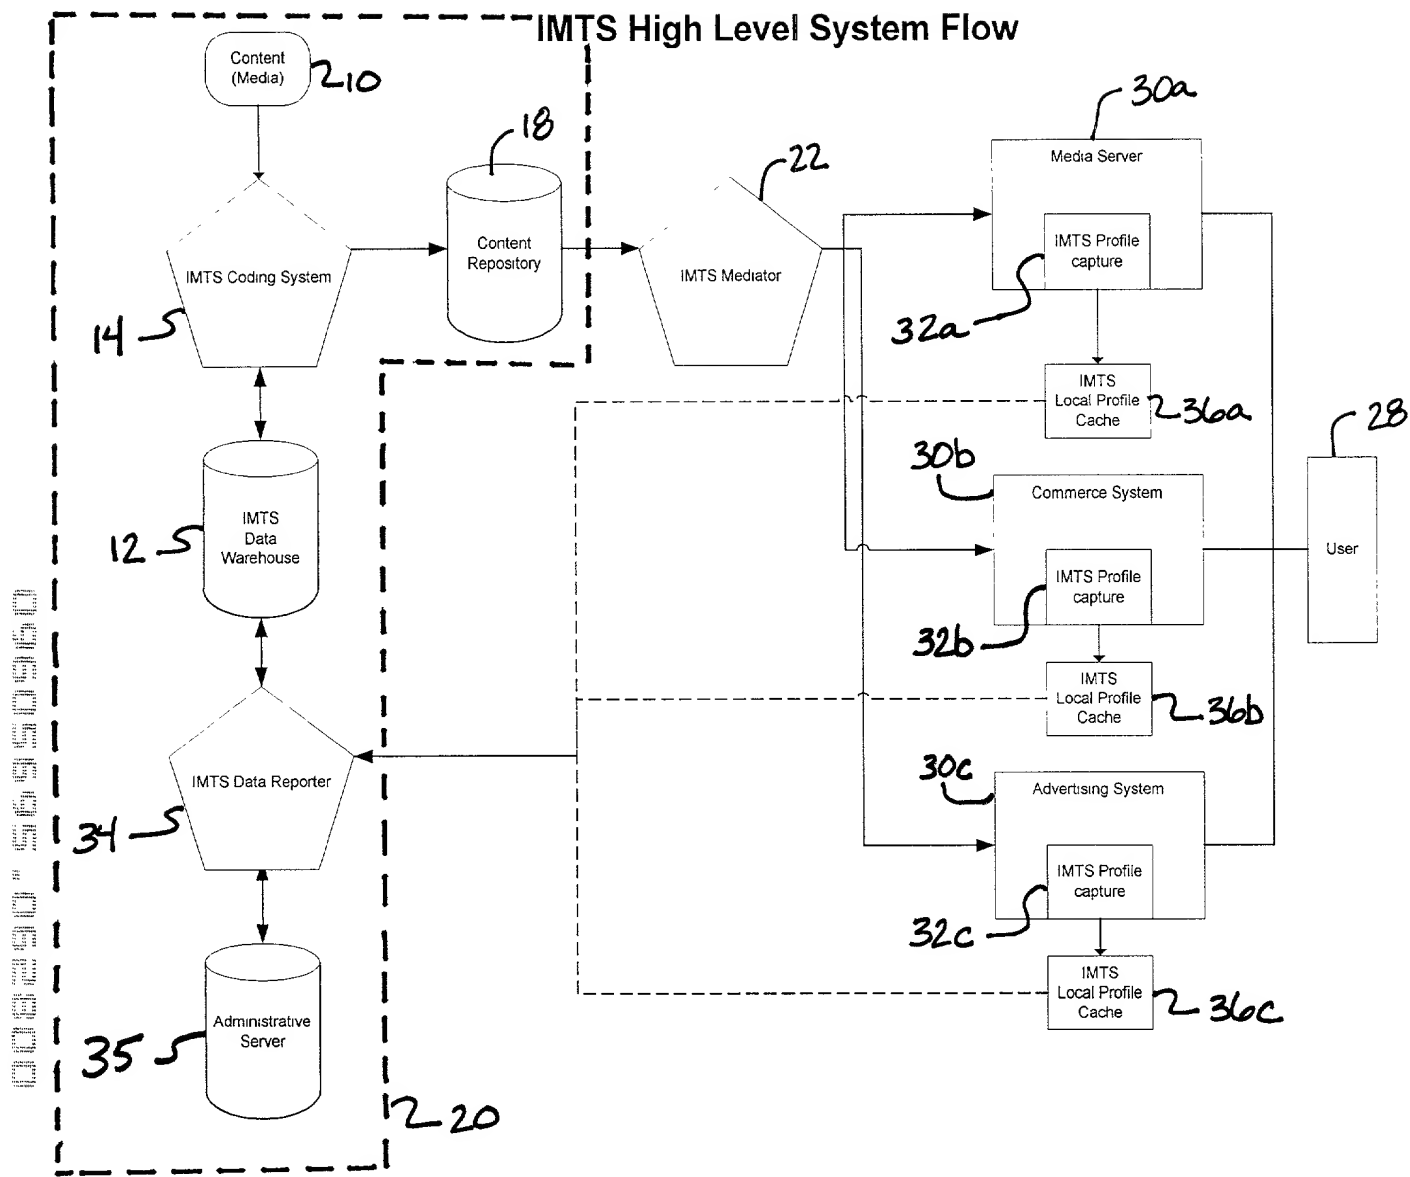 IMTS High Level System Flow
Content
(Media)
10
18
22
30a
Media Server
IMTS Profile
capture
32a
IMTS Coding System
14
Content
Repository
IMTS Mediator
IMTS
Local Profile
Cache
36a
28
User
30b
Commerce System
IMTS Profile
capture
32b
IMTS
Data
Warehouse
12
IMTS
Local Profile
Cache
36b
IMTS Data Reporter
34
30c
Advertising System
IMTS Profile
capture
32c
IMTS
Local Profile
Cache
36c
Administrative
Server
35
20